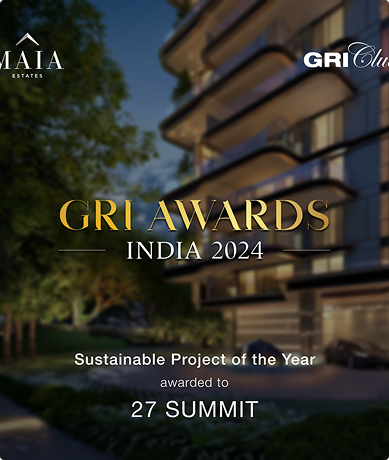 MAIA
ESTATES
GRI Club
GRI AWARDS
INDIA 2024
Sustainable Project of the Year
awarded to
27 SUMMIT